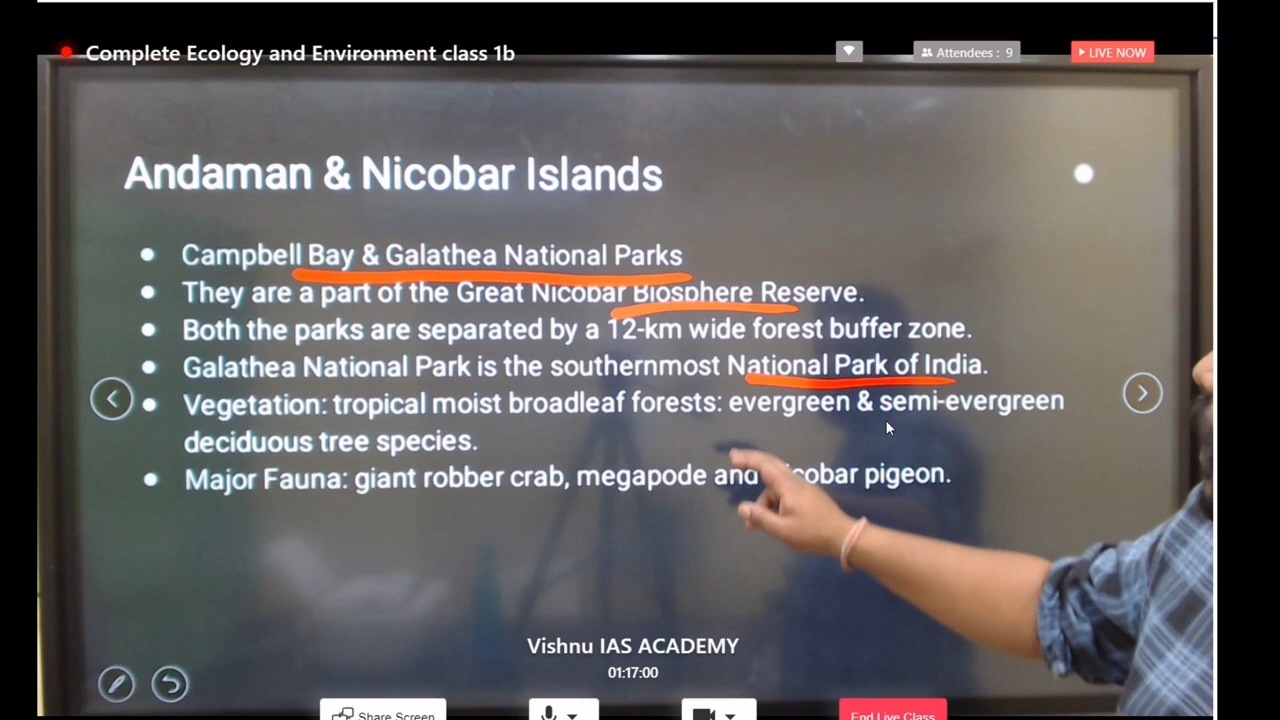 Complete Ecology and Environment class 1b
Attendees : 9
LIVE NOW
Andaman & Nicobar Islands
Campbell Bay & Galathea National Parks
They are a part of the Great Nicobar Biosphere Reserve.
Both the parks are separated by a 12-km wide forest buffer zone.
Galathea National Park is the southernmost National Park of India.
Vegetation: tropical moist broadleaf forests: evergreen & semi-evergreen
deciduous tree species.
Major Fauna: giant robber crab, megapode and Nicobar pigeon.
Vishnu IAS ACADEMY
01:17:00
Share Screen
End Live Class